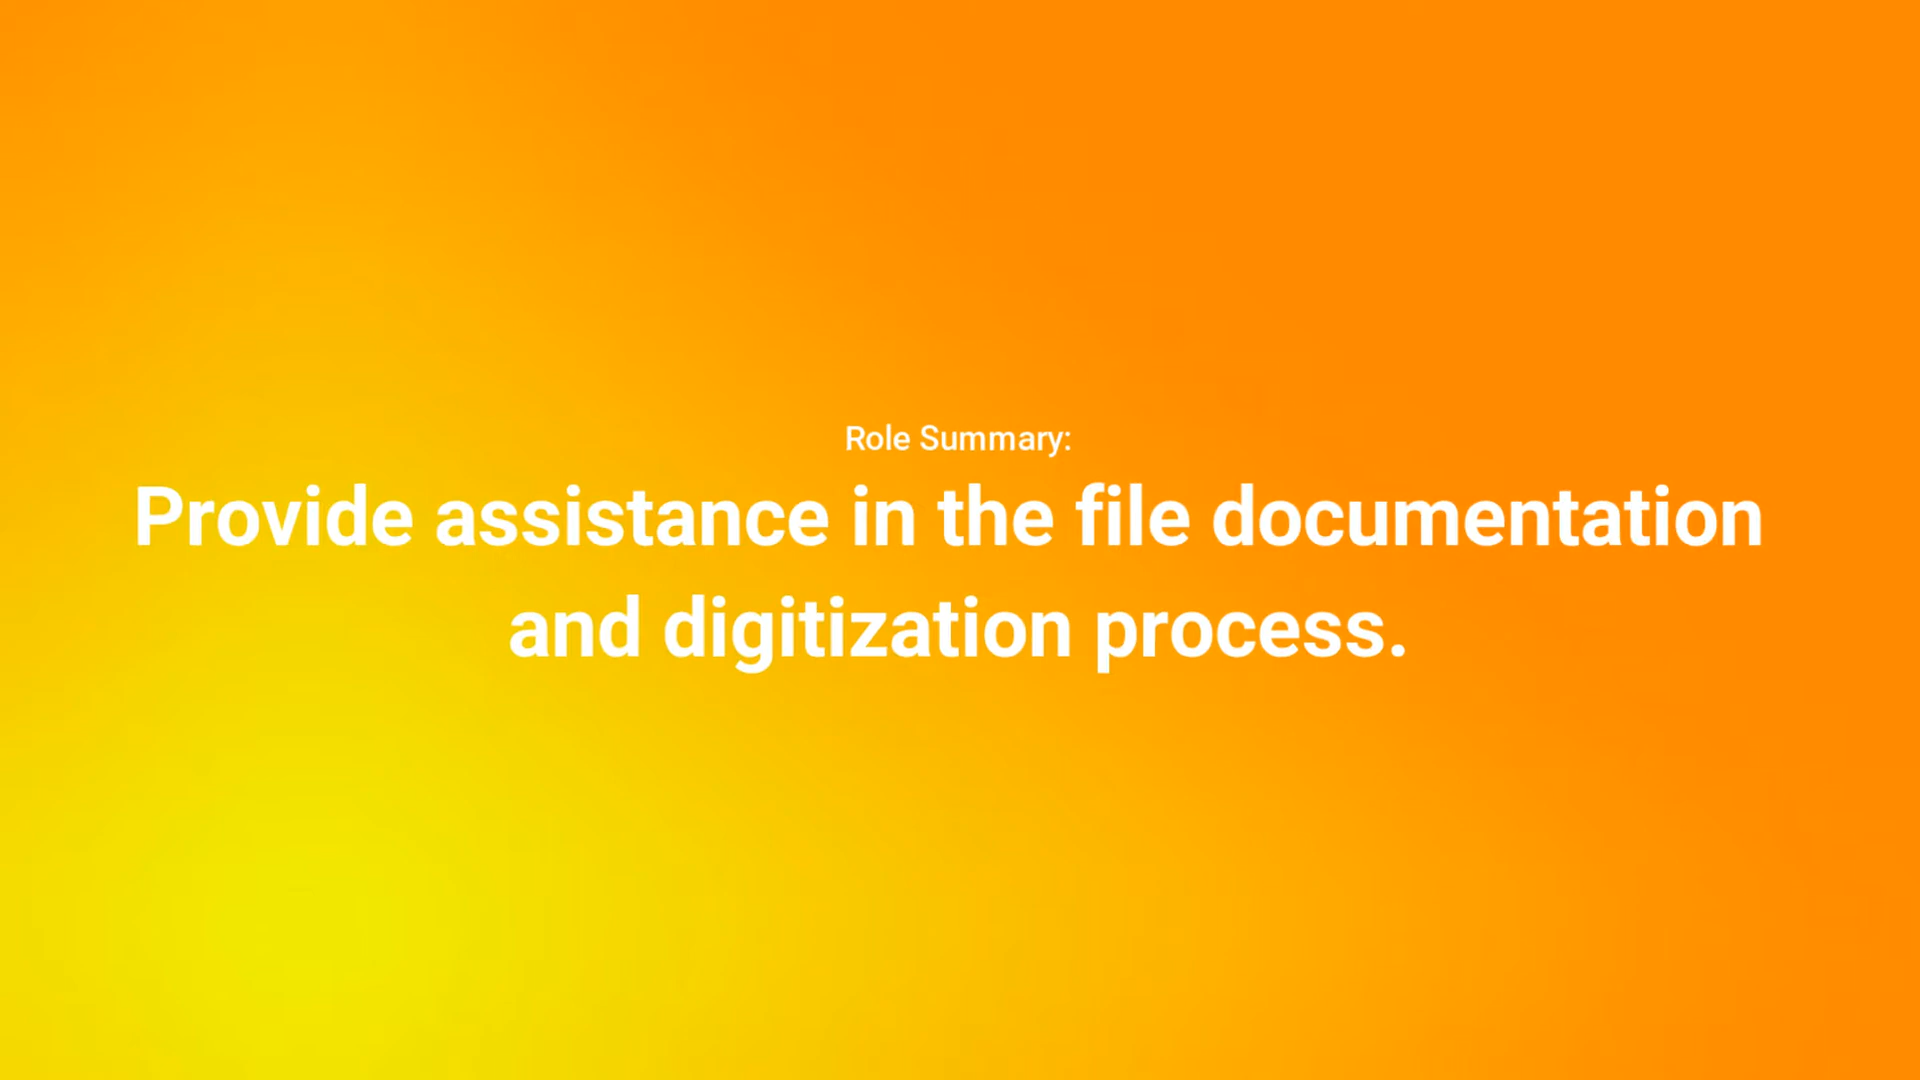 Role Summary:
Provide assistance in the file documentation
and digitization process.